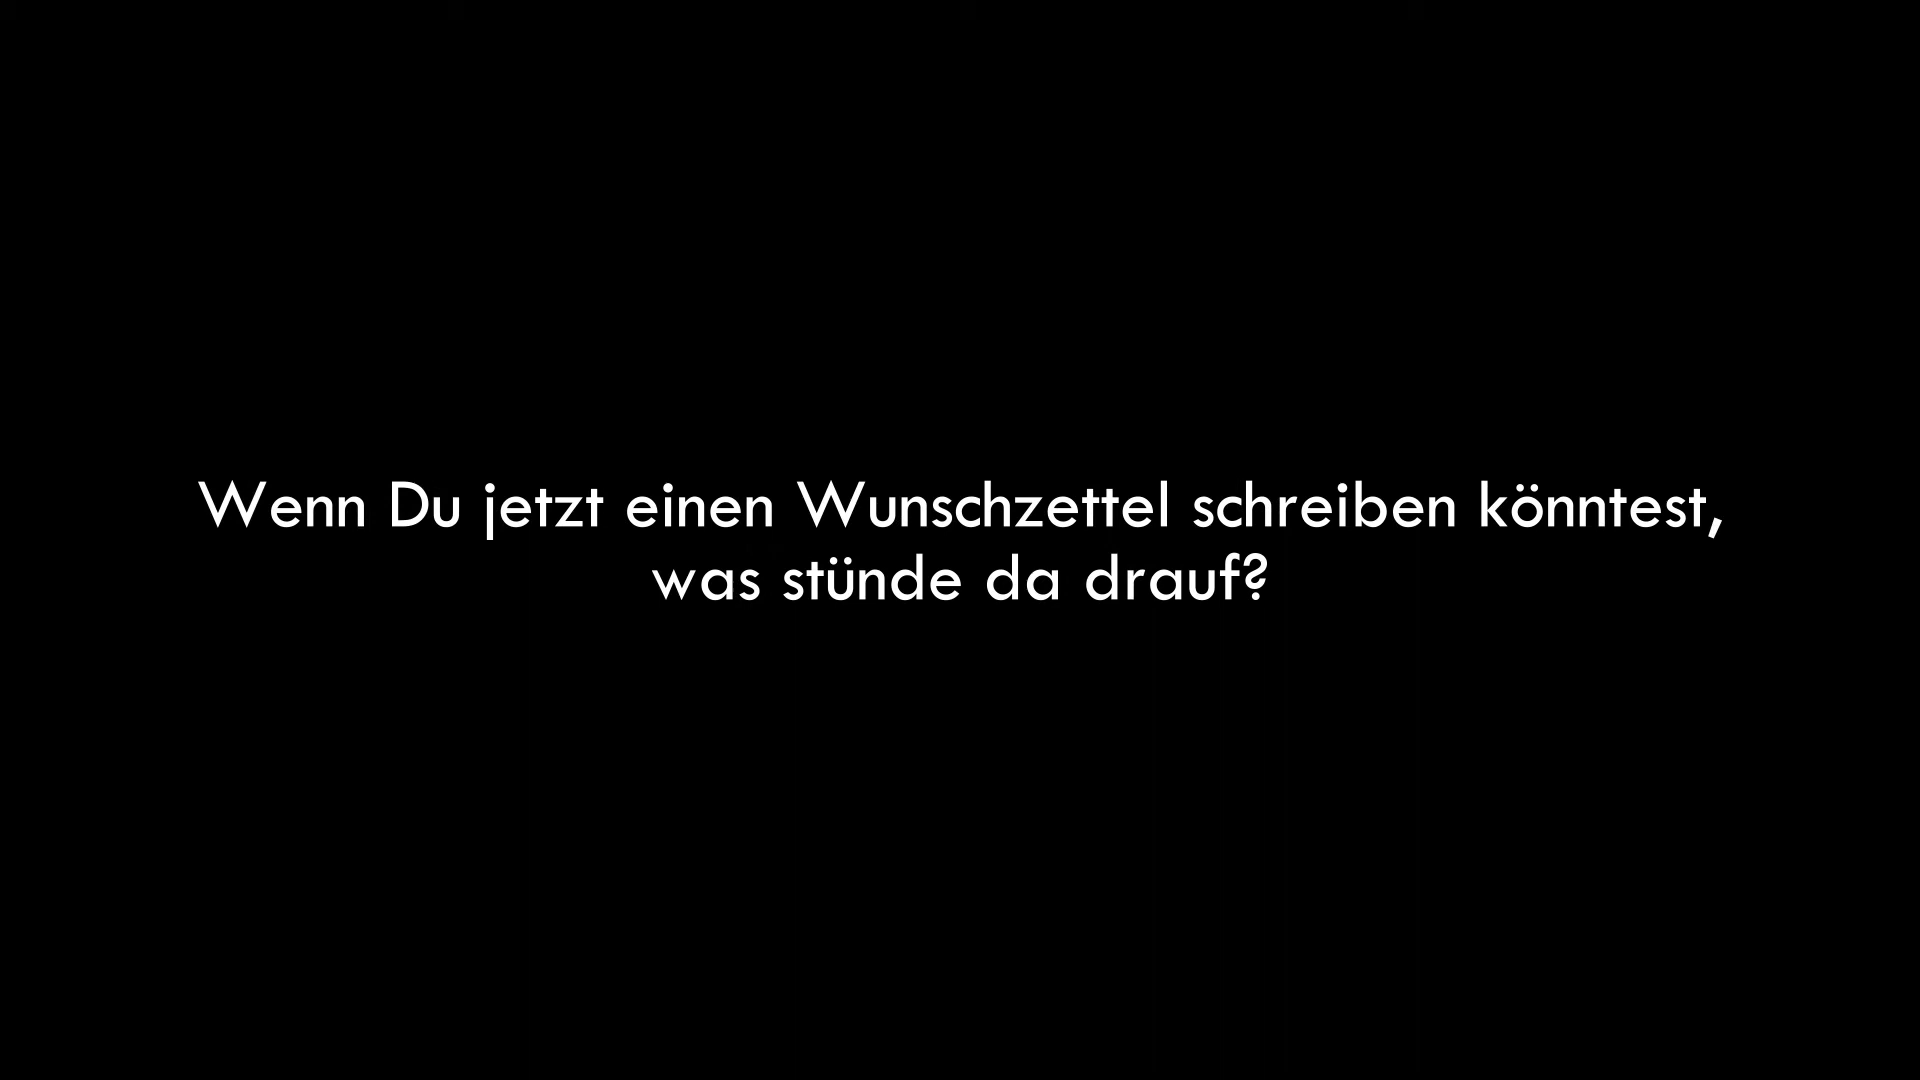 Wenn Du jetzt einen Wunschzettel schreiben könntest,
was stünde da drauf?